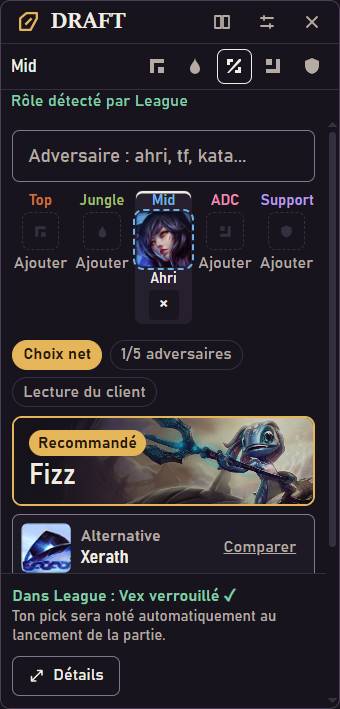 DRAFT
Mid
Rôle détecté par League
Adversaire : ahri, tf, kata...
Top Jungle Mid ADC Support
Ajouter Ajouter Ajouter Ajouter
Ahri
×
Choix net 1/5 adversaires
Lecture du client
Recommandé
Fizz
Alternative
Xerath
Comparer
Dans League : Vex verrouillé ✓
Ton pick sera noté automatiquement au
lancement de la partie.
Détails